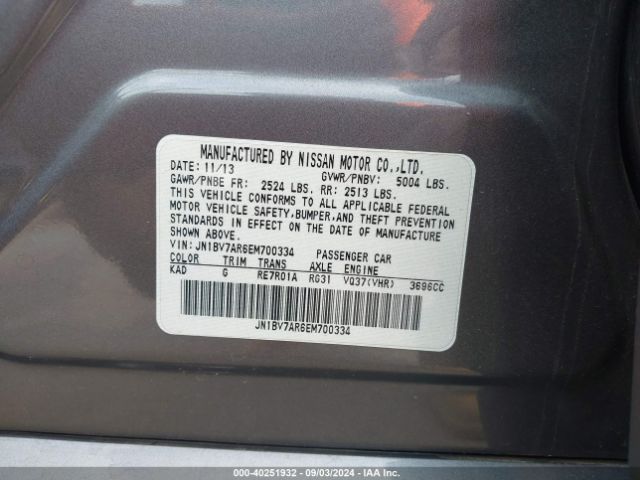 MANUFACTURED BY NISSAN MOTOR CO.,LTD.
DATE: 11/13 GVWR/PNBV: 5004 LBS.
GAWR/PNBE FR: 2524 LBS. RR: 2513 LBS.
THIS VEHICLE CONFORMS TO ALL APPLICABLE FEDERAL
MOTOR VEHICLE SAFETY,BUMPER,AND THEFT PREVENTION
STANDARDS IN EFFECT ON THE DATE OF MANUFACTURE
SHOWN ABOVE.
VIN: JN1BV7AR6EM700334 PASSENGER CAR
COLOR TRIM TRANS AXLE ENGINE
KAD G RE7R01A RG31 VQ37(VHR) 3696CC
JN1BV7AR6EM700334
000-40251932 - 09/03/2024 - IAA Inc.